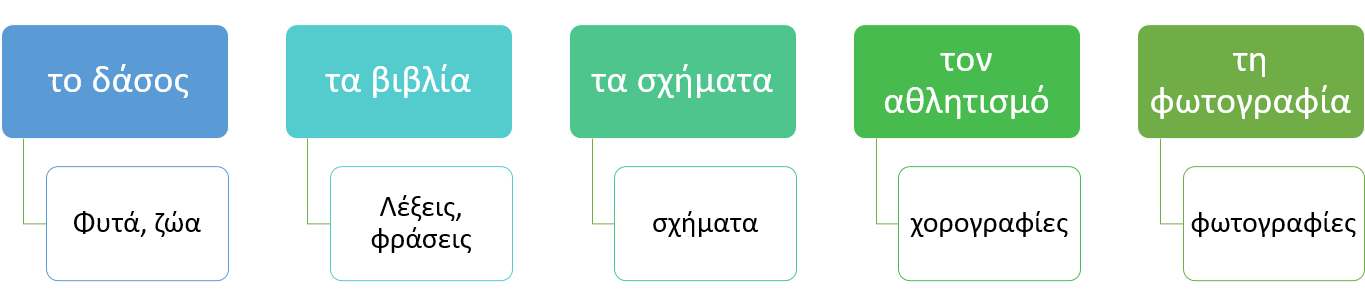 το δάσος
Φυτά, ζώα
τα βιβλία
Λέξεις,
φράσεις
τα σχήματα
σχήματα
τον
αθλητισμό
χορογραφίες
τη
φωτογραφία
φωτογραφίες